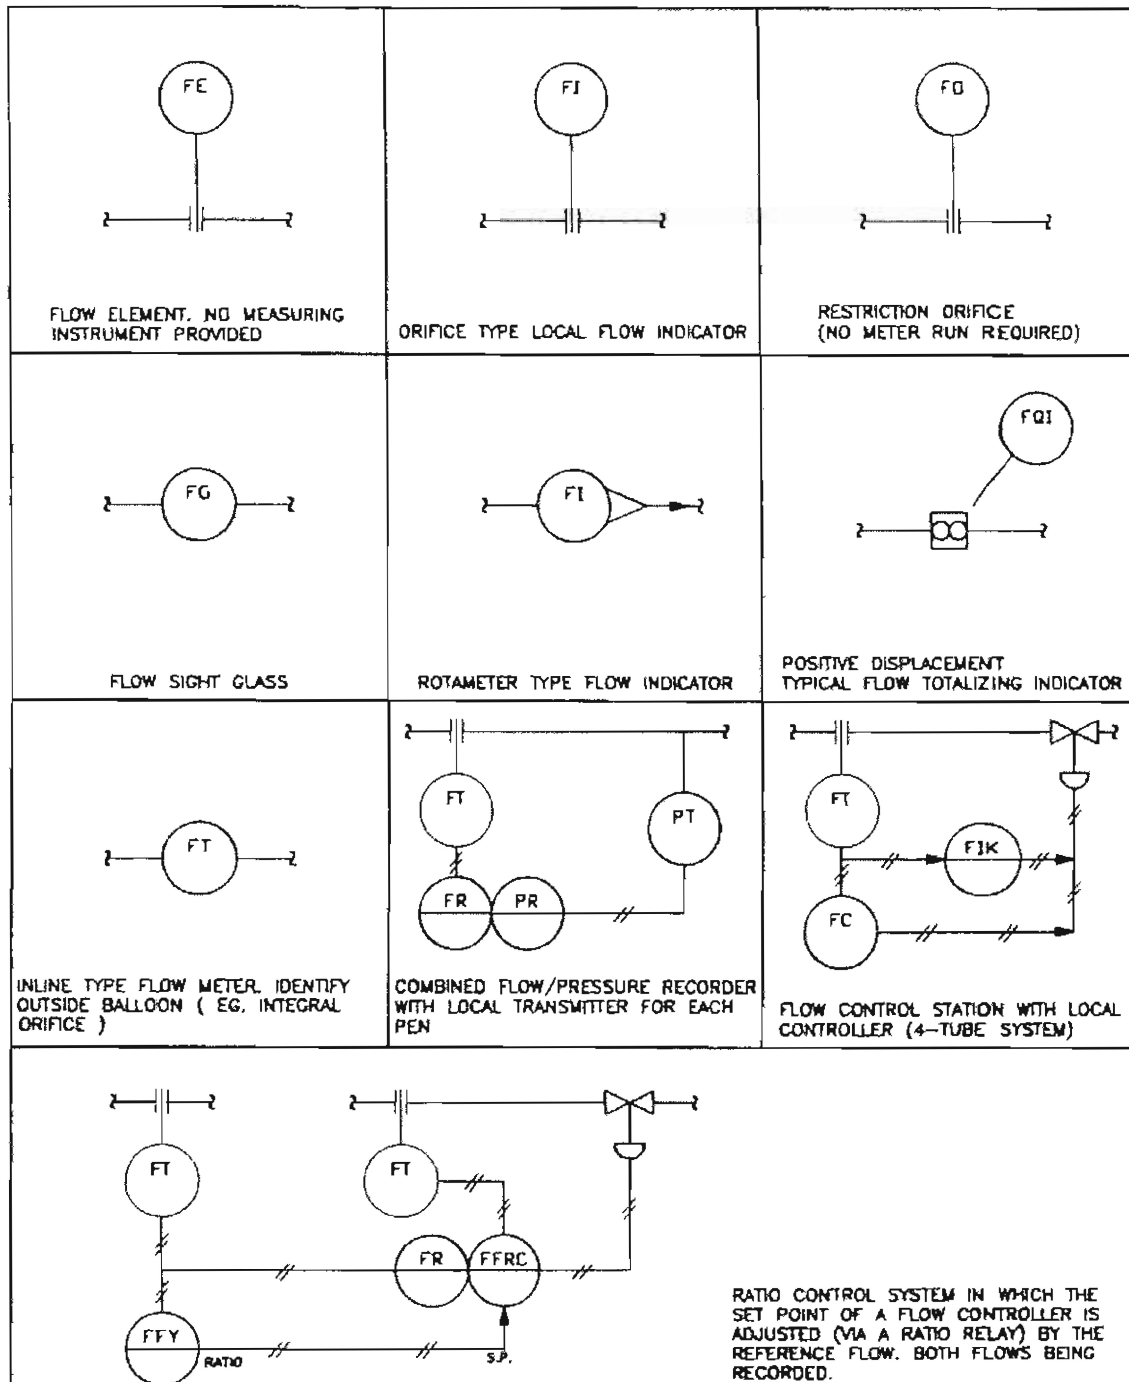 FE
FLOW ELEMENT. NO MEASURING
INSTRUMENT PROVIDED
FI
ORIFICE TYPE LOCAL FLOW INDICATOR
FO
RESTRICTION ORIFICE
(NO METER RUN REQUIRED)
FG
FLOW SIGHT GLASS
FI
ROTAMETER TYPE FLOW INDICATOR
FQI
POSITIVE DISPLACEMENT
TYPICAL FLOW TOTALIZING INDICATOR
FT
INLINE TYPE FLOW METER. IDENTIFY
OUTSIDE BALLOON ( EG. INTEGRAL
ORIFICE )
FT
PT
FR
PR
COMBINED FLOW/PRESSURE RECORDER
WITH LOCAL TRANSMITTER FOR EACH
PEN
FT
FIK
FC
FLOW CONTROL STATION WITH LOCAL
CONTROLLER (4-TUBE SYSTEM)
FT
FT
FR
FFRC
FFY
RATIO
S.P.
RATIO CONTROL SYSTEM IN WHICH THE
SET POINT OF A FLOW CONTROLLER IS
ADJUSTED (VIA A RATIO RELAY) BY THE
REFERENCE FLOW. BOTH FLOWS BEING
RECORDED.